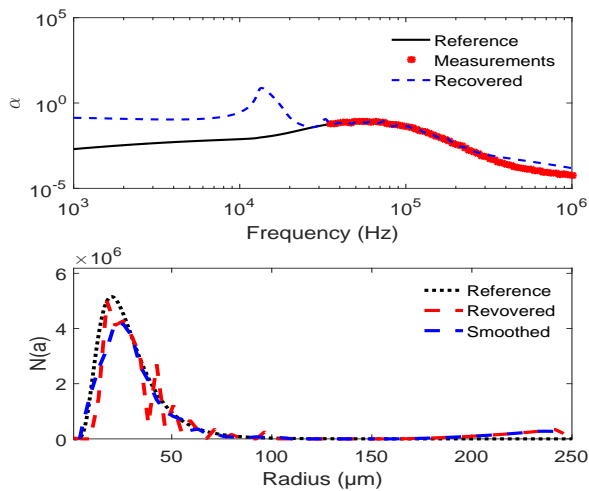 10^5
Reference
Measurements
Recovered
α
10^0
10^-5
10^3
10^4
10^5
10^6
Frequency (Hz)
×10^6
6
Reference
Revovered
Smoothed
N(a)
4
2
0
50
100
150
200
250
Radius (μm)